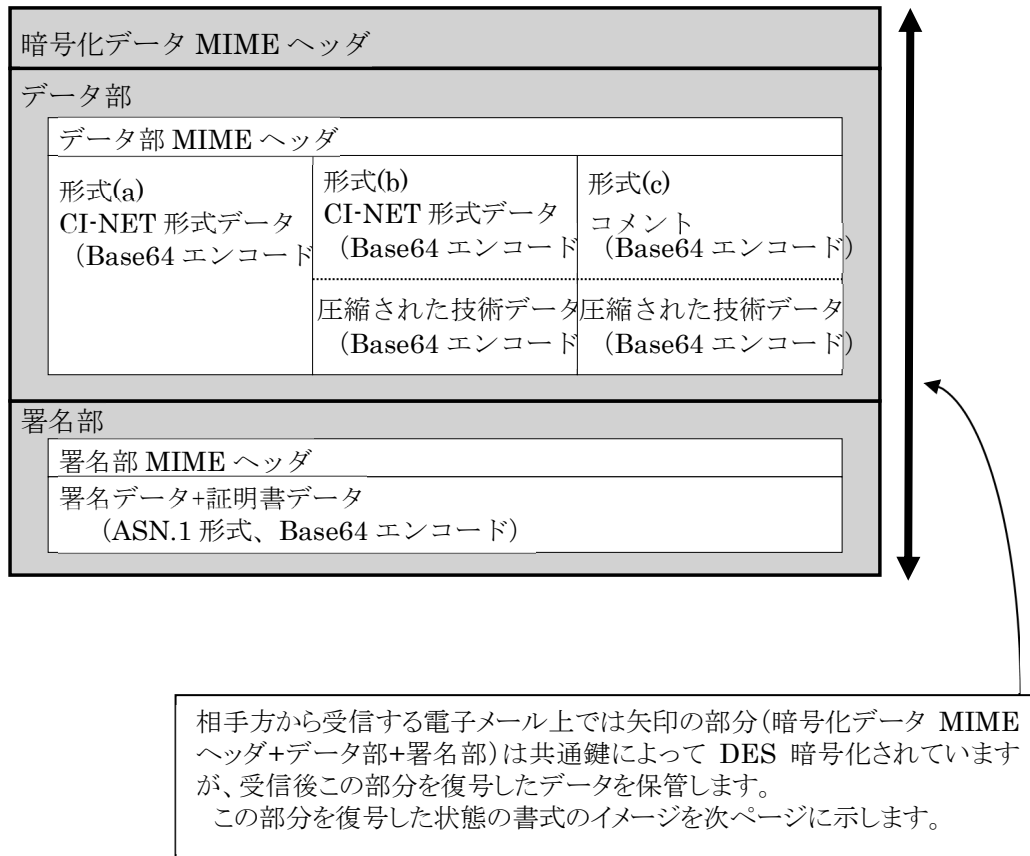 暗号化データ MIME ヘッダ
データ部
データ部 MIME ヘッダ
形式(a)
CI-NET 形式データ
（Base64 エンコード
形式(b)
CI-NET 形式データ
（Base64 エンコード
圧縮された技術データ
（Base64 エンコード
形式(c)
コメント
（Base64 エンコード）
圧縮された技術データ
（Base64 エンコード）
署名部
署名部 MIME ヘッダ
署名データ+証明書データ
（ASN.1 形式、Base64 エンコード）
相手方から受信する電子メール上では矢印の部分（暗号化データ MIME
ヘッダ+データ部+署名部）は共通鍵によって DES 暗号化されています
が、受信後この部分を復号したデータを保管します。
この部分を復号した状態の書式のイメージを次ページに示します。